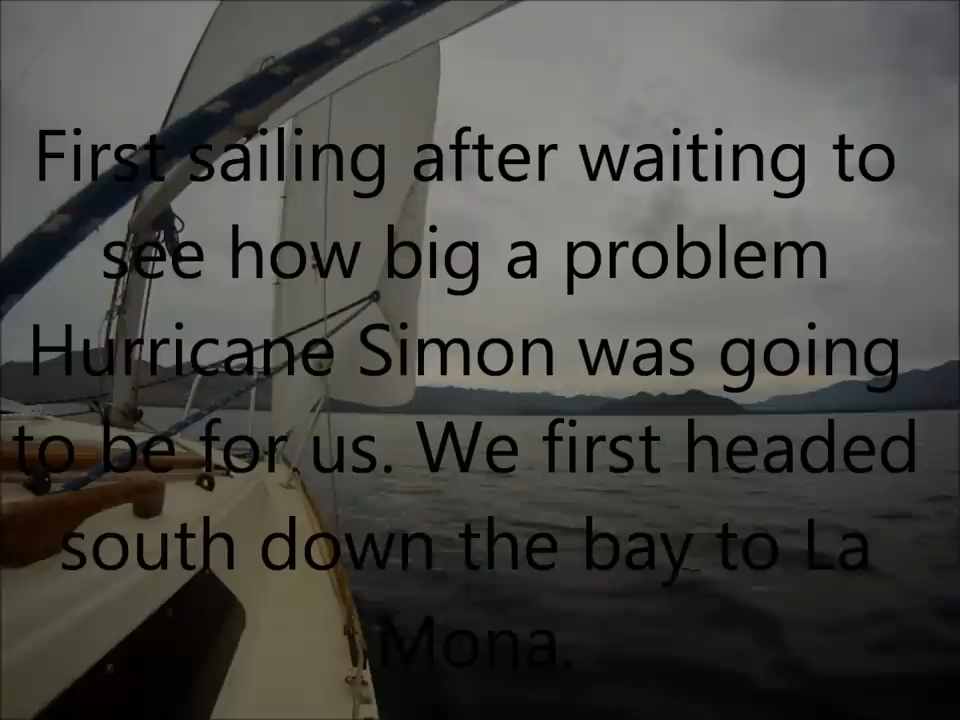 First sailing after waiting to
see how big a problem
Hurricane Simon was going
to be for us. We first headed
south down the bay to La
Mona.